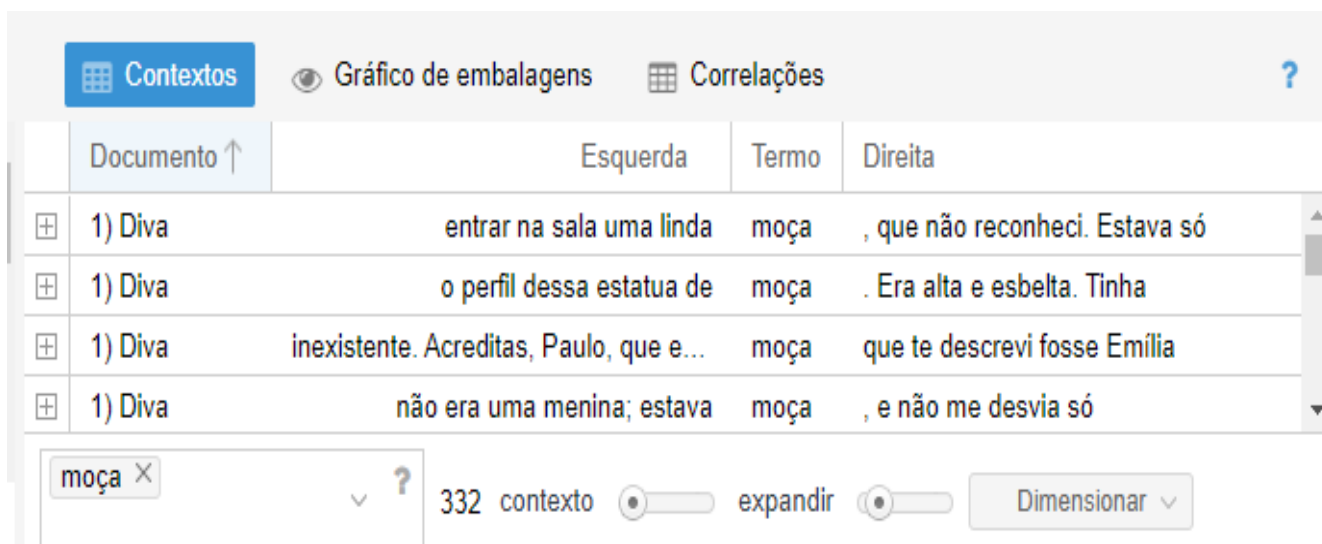 Contextos Gráfico de embalagens Correlações ?
Documento ↑ Esquerda Termo Direita
1) Diva entrar na sala uma linda moça , que não reconheci. Estava só
1) Diva o perfil dessa estatua de moça . Era alta e esbelta. Tinha
1) Diva inexistente. Acreditas, Paulo, que e... moça que te descrevi fosse Emília
1) Diva não era uma menina; estava moça , e não me desvia só
moça × ? 332 contexto expandir Dimensionar